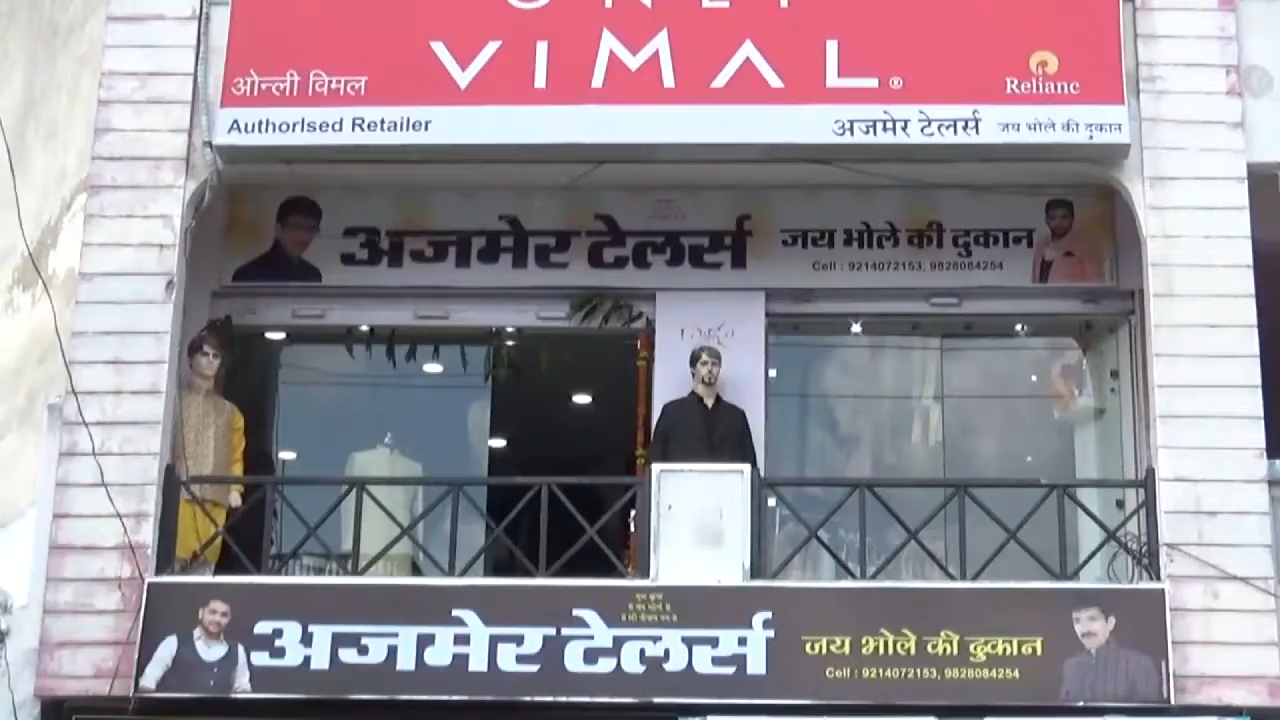 VIMAL®
ओन्ली विमल
Relianc
Authorised Retailer
अजमेर टेलर्स जय भोले की दुकान
अजमेर टेलर्स
जय भोले की दुकान
Cell : 9214072153, 9828084254
अजमेर टेलर्स
जय भोले की दुकान
Cell : 9214072153, 9828084254